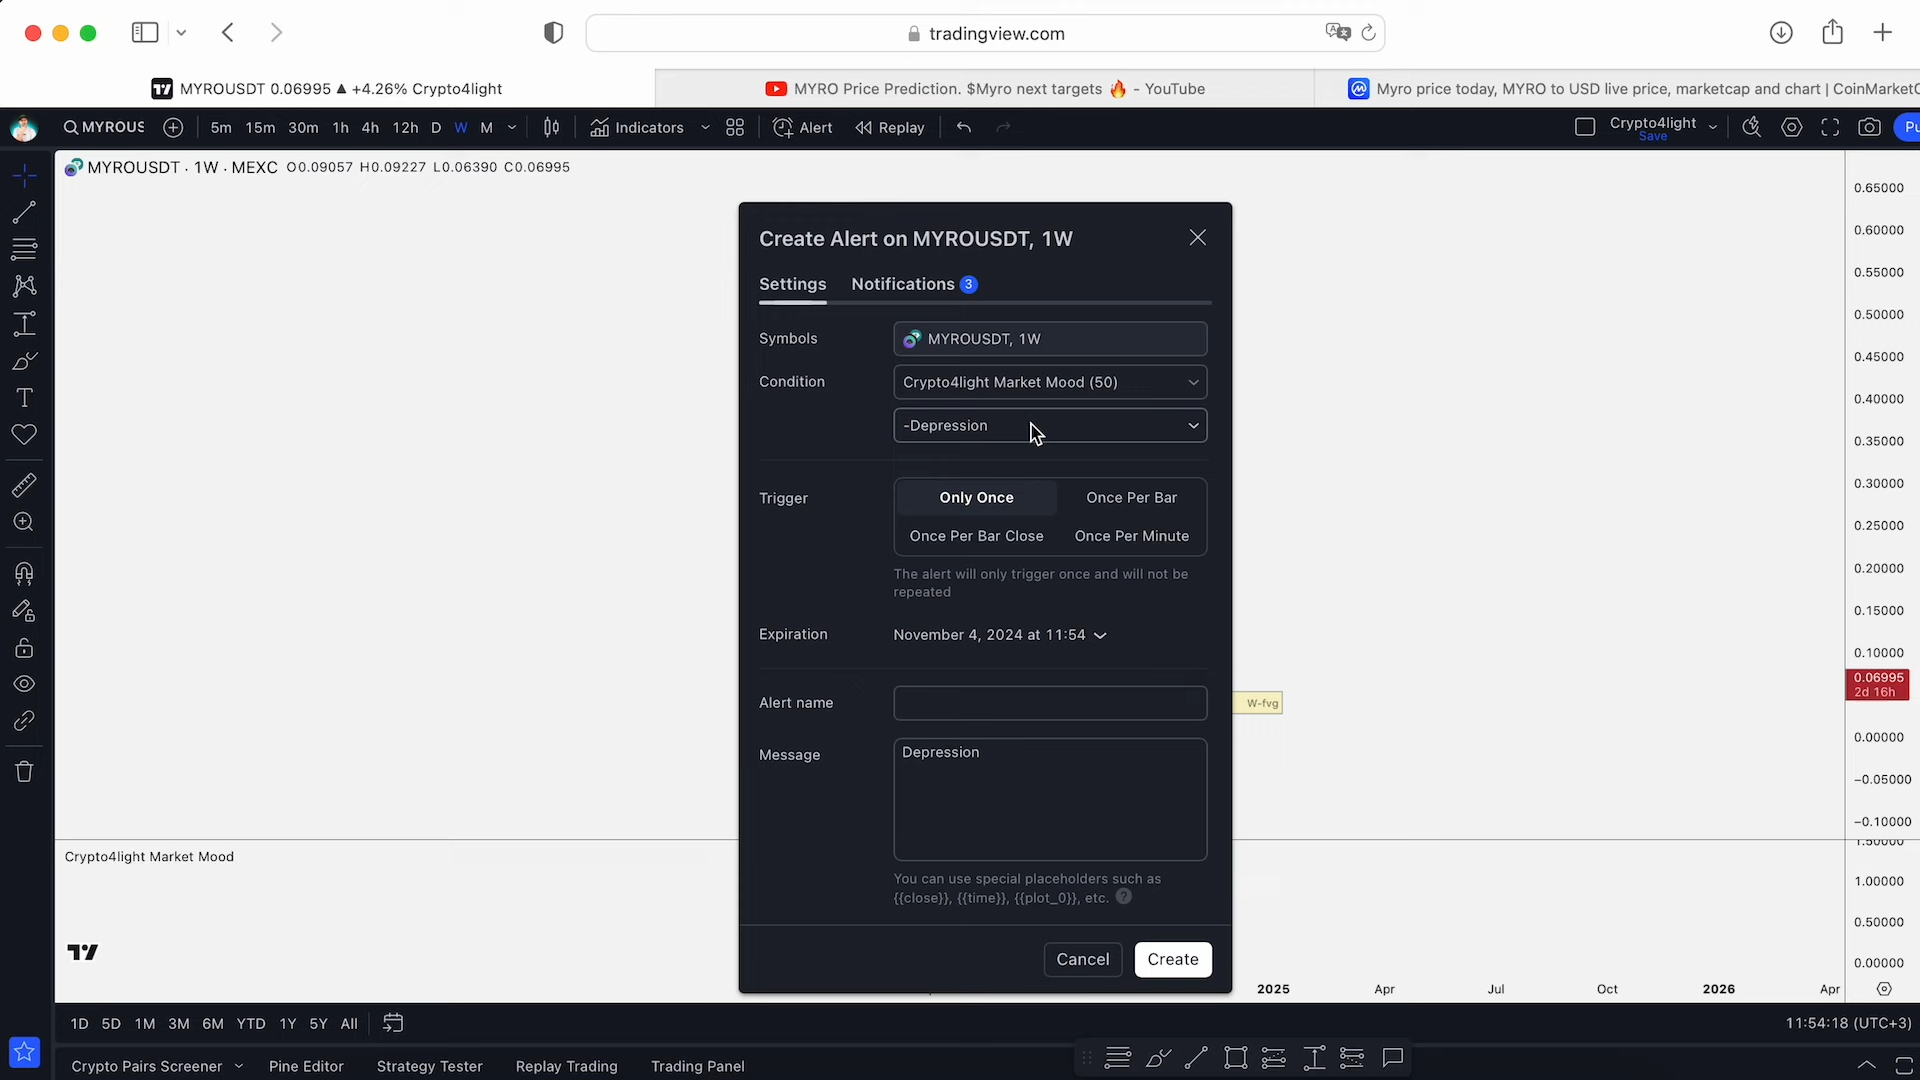 tradingview.com
MYROUSDT 0.06995 ▲ +4.26% Crypto4light
MYRO Price Prediction. $Myro next targets 🔥 - YouTube
Myro price today, MYRO to USD live price, marketcap and chart | CoinMarketC
MYROUS
5m 15m 30m 1h 4h 12h D W M
Indicators
Alert
Replay
Crypto4light
Save
Pu
MYROUSDT · 1W · MEXC O0.09057 H0.09227 L0.06390 C0.06995
Create Alert on MYROUSDT, 1W
Settings
Notifications 3
Symbols
MYROUSDT, 1W
Condition
Crypto4light Market Mood (50)
-Depression
Trigger
Only Once
Once Per Bar
Once Per Bar Close
Once Per Minute
The alert will only trigger once and will not be
repeated
Expiration
November 4, 2024 at 11:54
Alert name
Message
Depression
You can use special placeholders such as
{{close}}, {{time}}, {{plot_0}}, etc. ?
Cancel
Create
W-fvg
0.65000
0.60000
0.55000
0.50000
0.45000
0.40000
0.35000
0.30000
0.25000
0.20000
0.15000
0.10000
0.06995
2d 16h
0.00000
−0.05000
−0.10000
1.50000
1.00000
0.50000
0.00000
Crypto4light Market Mood
2025 Apr Jul Oct 2026 Apr
1D 5D 1M 3M 6M YTD 1Y 5Y All
11:54:18 (UTC+3)
Crypto Pairs Screener
Pine Editor
Strategy Tester
Replay Trading
Trading Panel